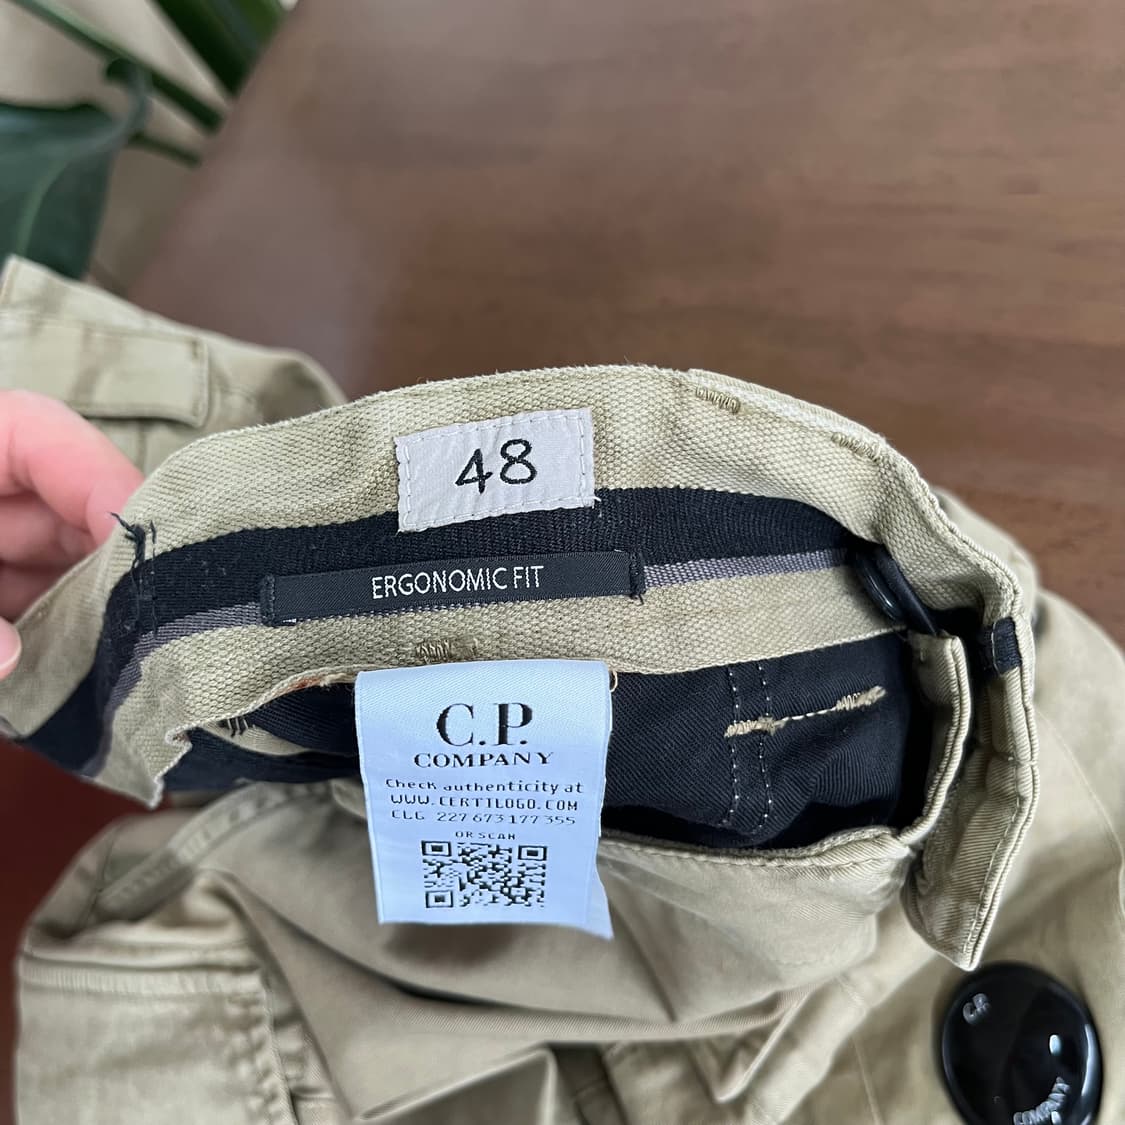 48
ERGONOMIC FIT
C.P.
COMPANY
Check authenticity at
WWW.CERTILOGO.COM
CLG 227 673 177 355
OR SCAN
C.P.
COMPANY